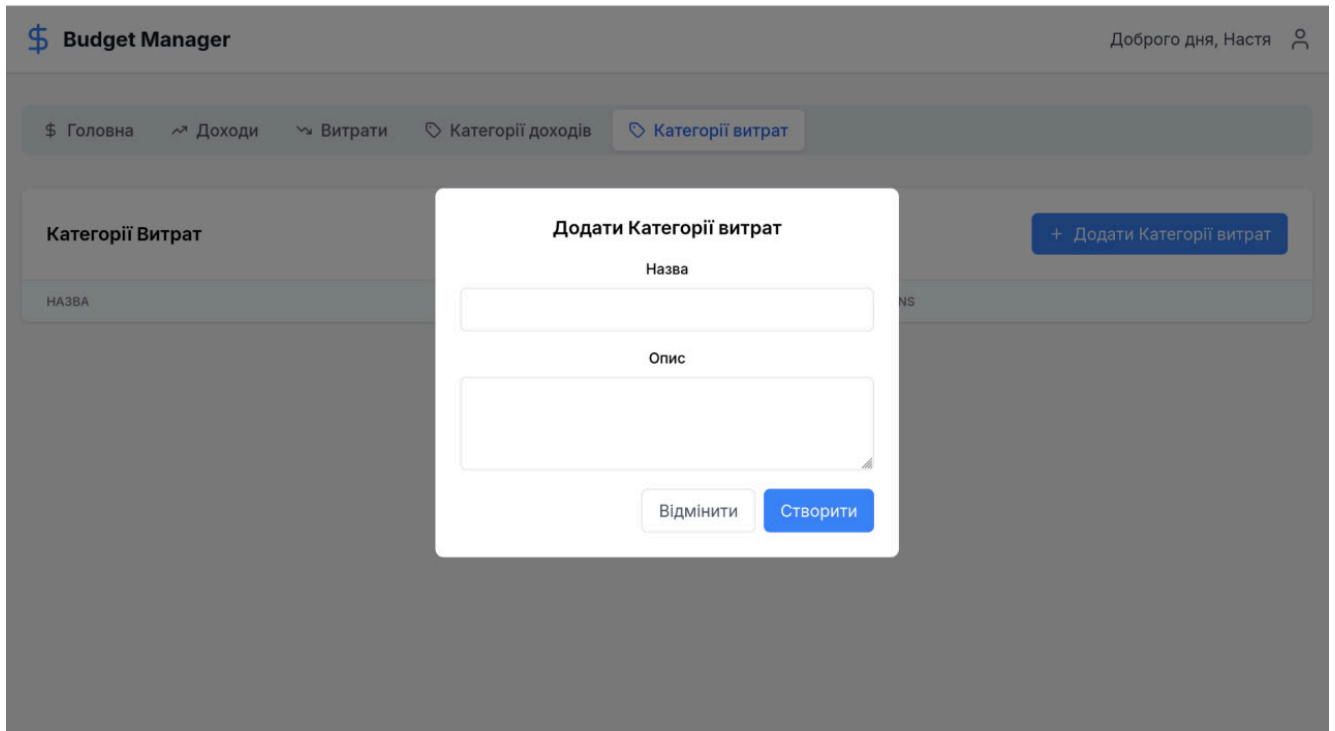 Budget Manager
Доброго дня, Настя
$ Головна Доходи Витрати Категорії доходів Категорії витрат
Категорії Витрат
+ Додати Категорії витрат
НАЗВА
NS
Додати Категорії витрат
Назва
Опис
Відмінити Створити